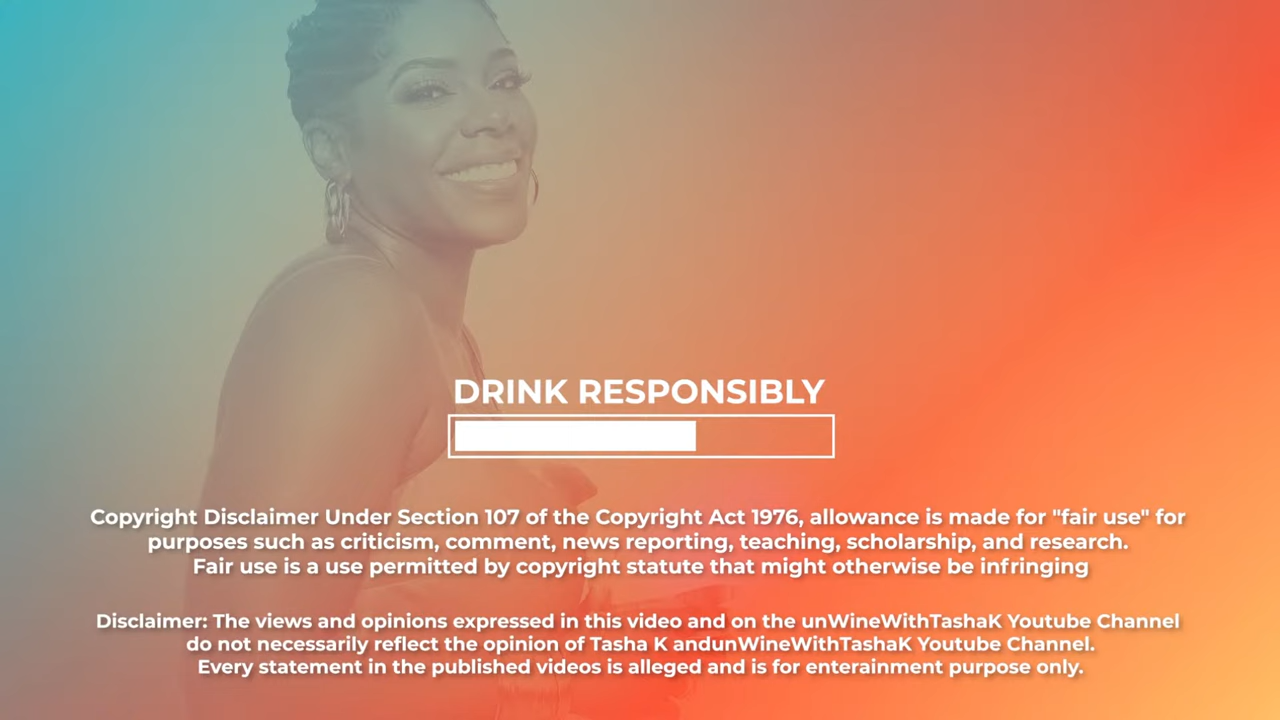 DRINK RESPONSIBLY
Copyright Disclaimer Under Section 107 of the Copyright Act 1976, allowance is made for "fair use" for
purposes such as criticism, comment, news reporting, teaching, scholarship, and research.
Fair use is a use permitted by copyright statute that might otherwise be infringing
Disclaimer: The views and opinions expressed in this video and on the unWineWithTashaK Youtube Channel
do not necessarily reflect the opinion of Tasha K andunWineWithTashaK Youtube Channel.
Every statement in the published videos is alleged and is for enterainment purpose only.